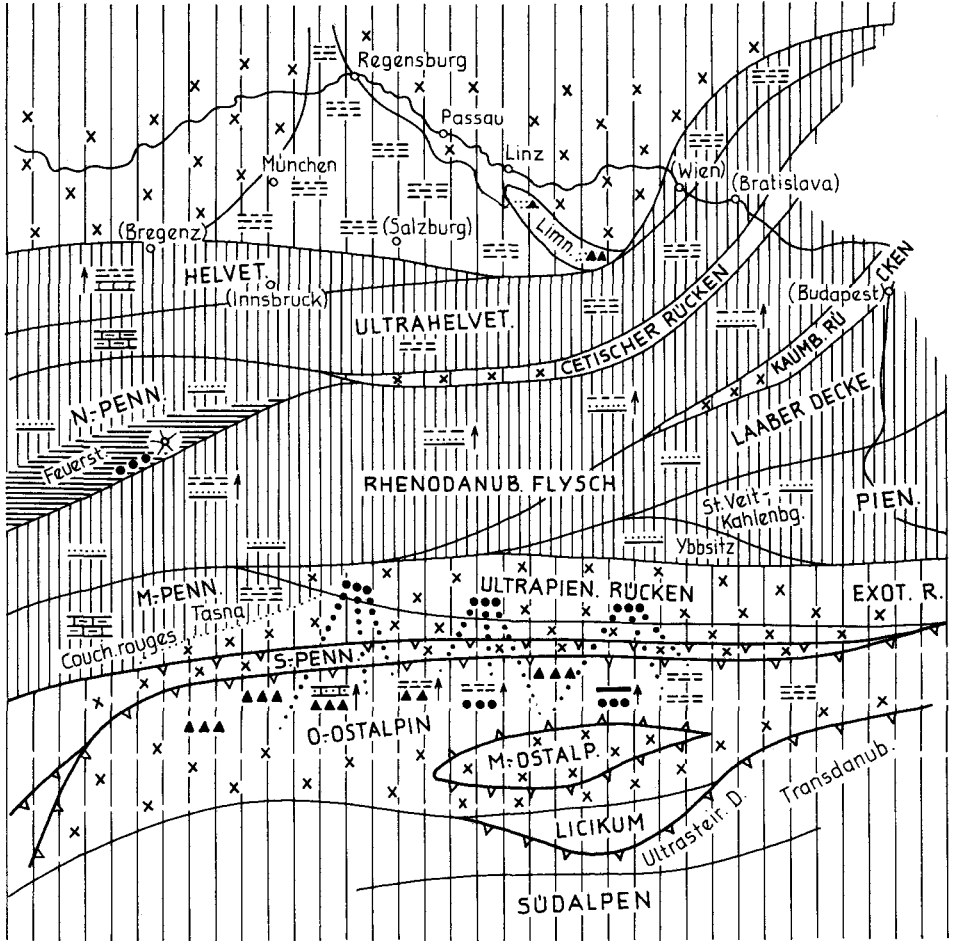 Regensburg
Passau
Linz
München
(Wien)
(Bratislava)
(Bregenz)
(Salzburg)
Limn.
HELVET.
(Innsbruck)
ULTRAHELVET.
CETISCHER RÜCKEN
(Budapest)
KAUMB. RÜ
CKEN
N-PENN
Feuerst.
LAABER DECKE
RHENODANUB. FLYSCH
St.Veit-
Kahlenbg.
PIEN.
Ybbsitz
M-PENN.
Tasna
ULTRAPIEN. RÜCKEN
EXOT. R.
Couch.rouges
S-PENN.
O-OSTALPIN
M-OSTALP.
LICIKUM
Ultrasteir. D.
Transdanub.
SÜDALPEN